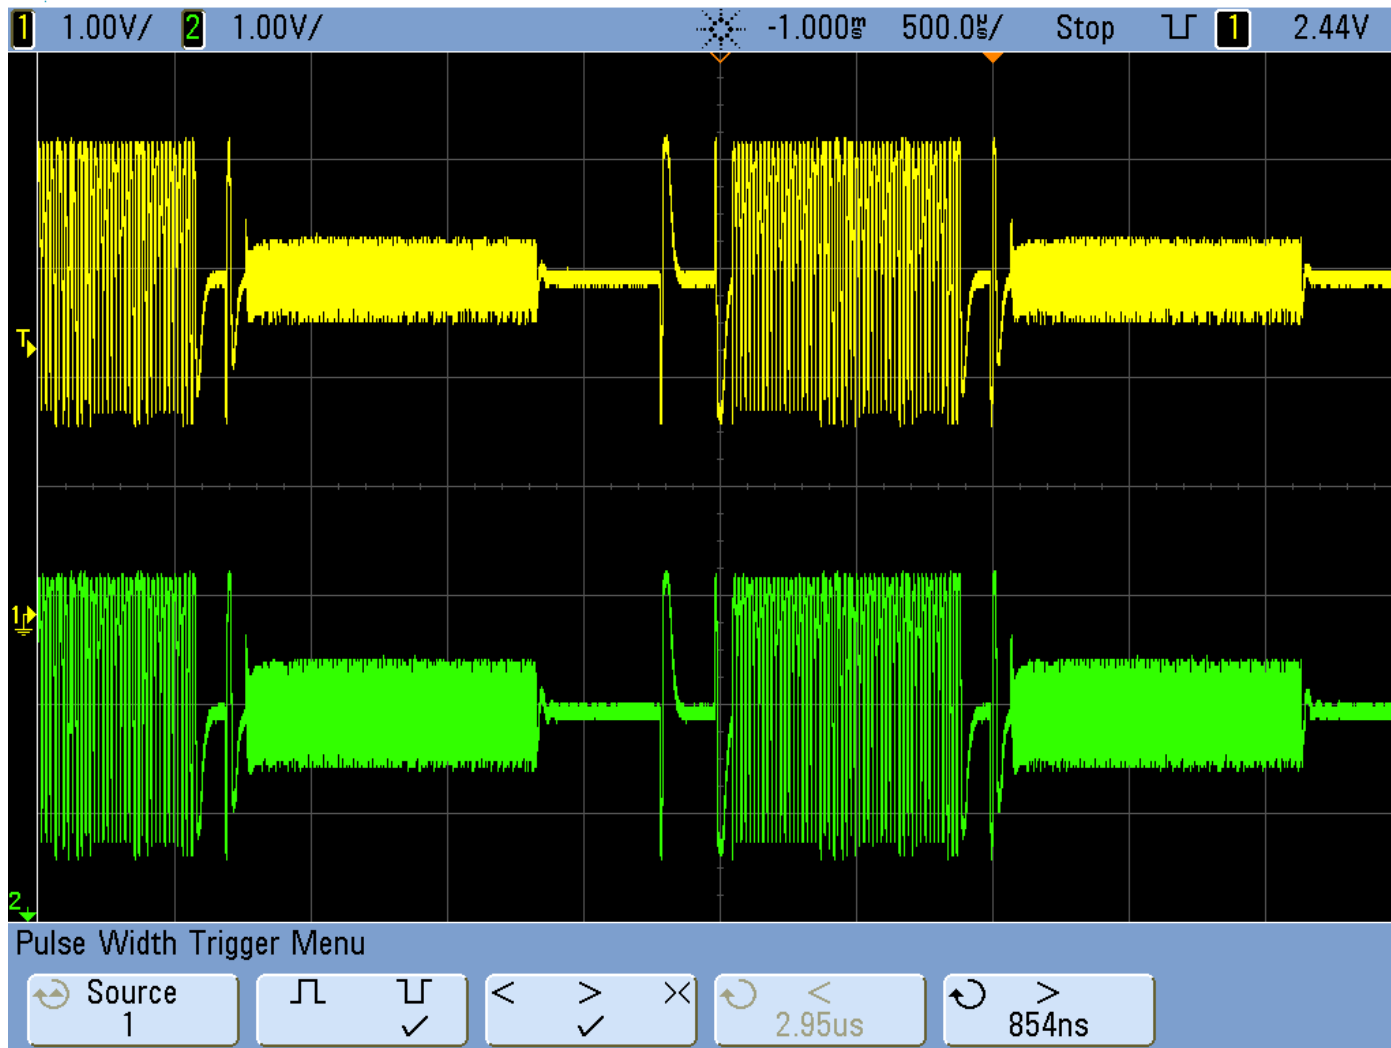 1 1.00V/ 2 1.00V/ -1.000ms 500.0µs/ Stop 1 2.44V
T
1
2
Pulse Width Trigger Menu
Source < > >< < >
1 2.95us 854ns